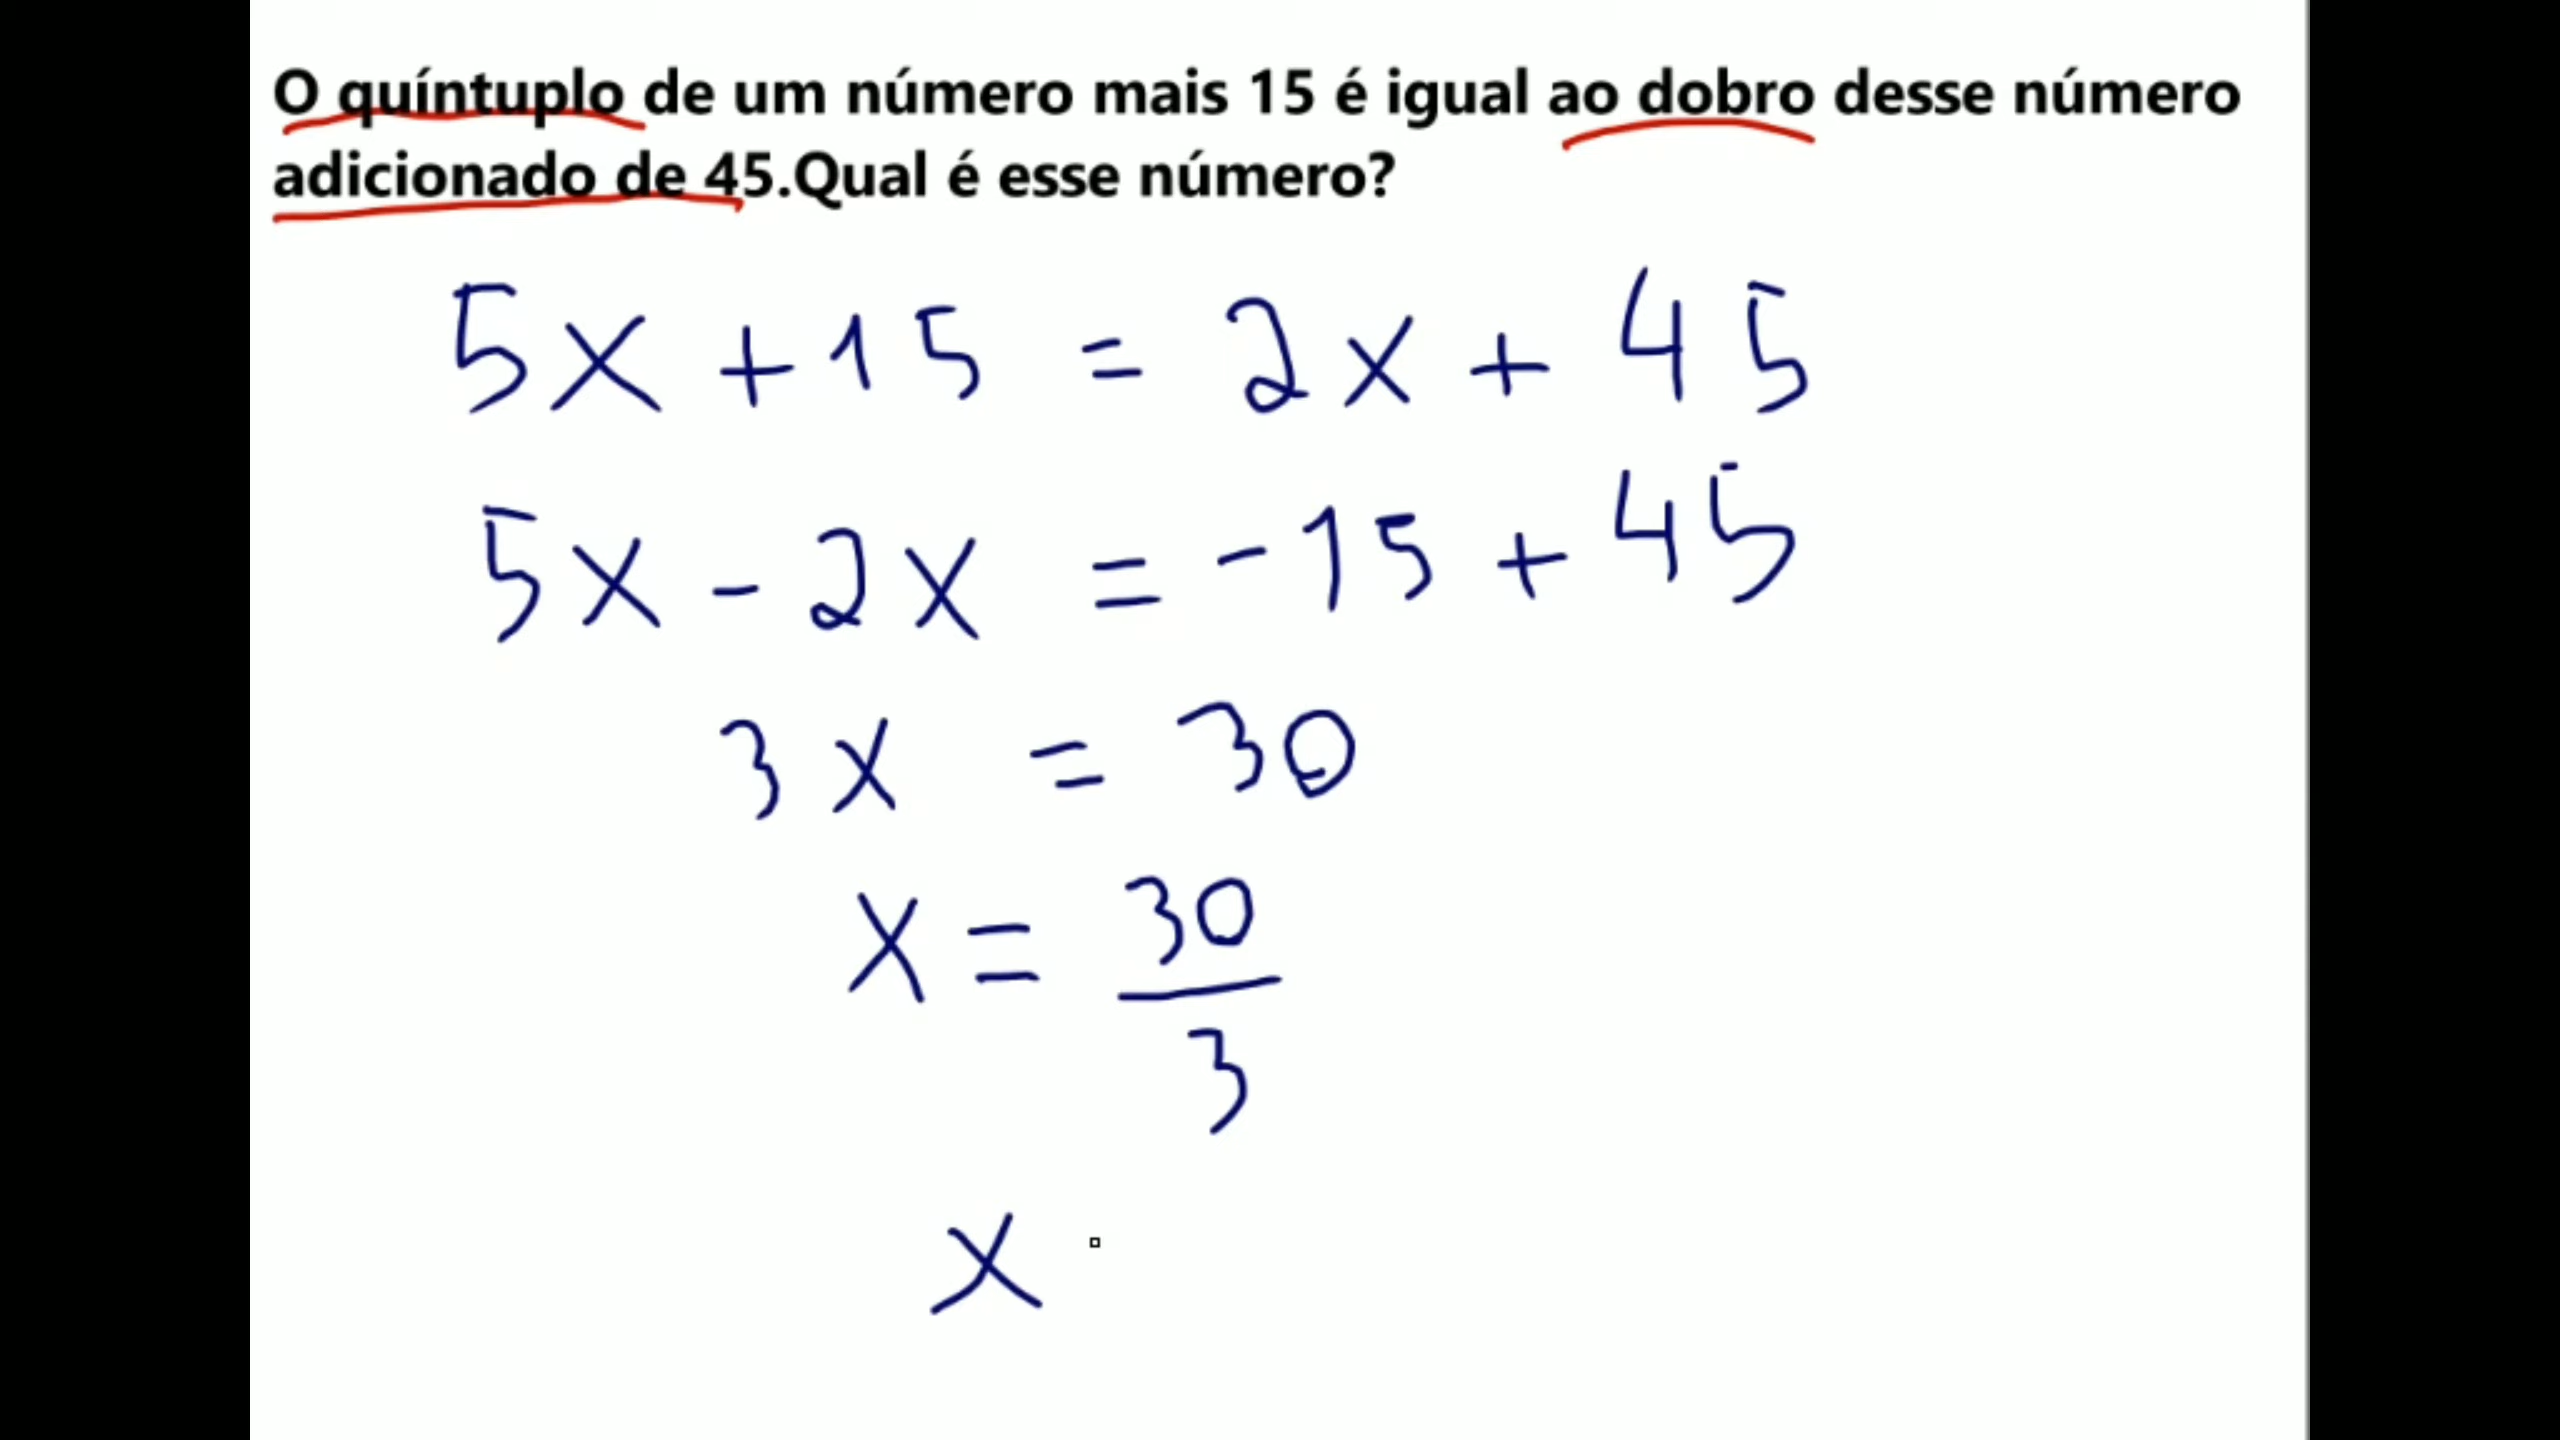 O quíntuplo de um número mais 15 é igual ao dobro desse número
adicionado de 45.Qual é esse número?
5x + 15 = 2x + 45
5x - 2x = -15 + 45
3x = 30
x = 30
3
x